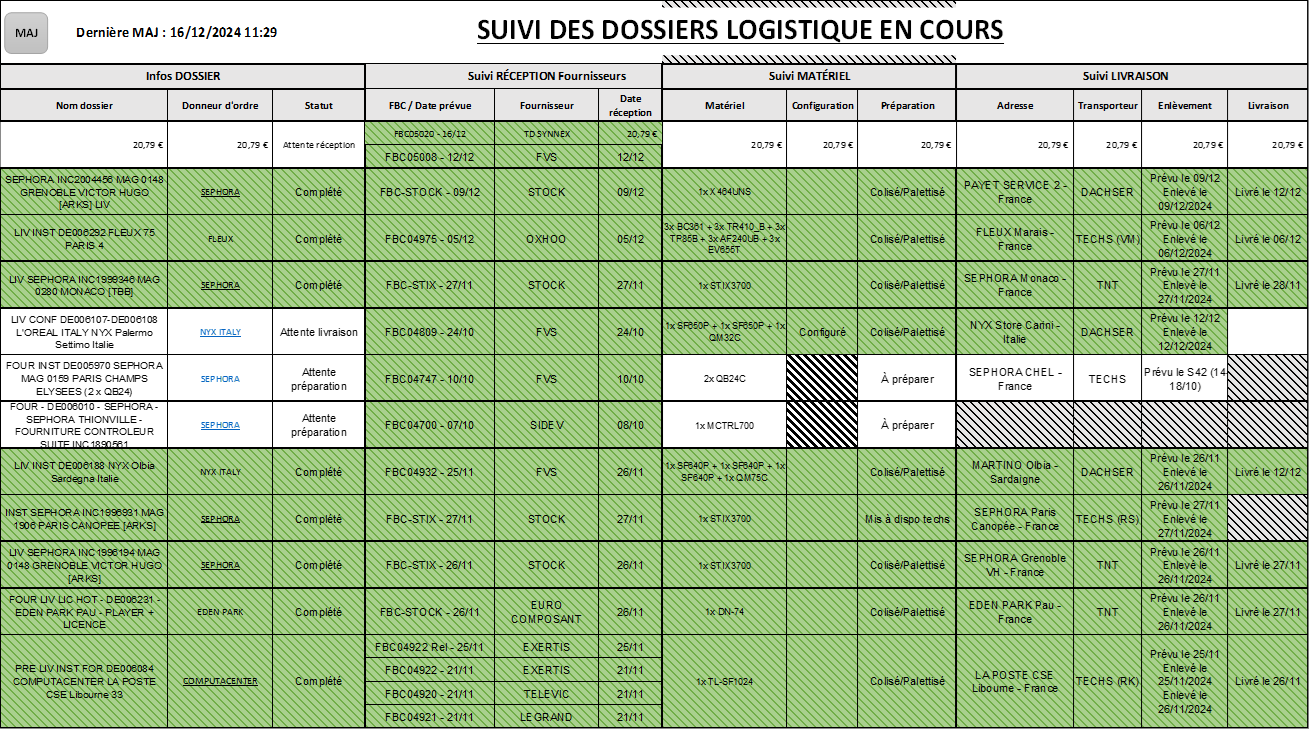 MAJ
Dernière MAJ : 16/12/2024 11:29
SUIVI DES DOSSIERS LOGISTIQUE EN COURS
Infos DOSSIER
Suivi RÉCEPTION Fournisseurs
Suivi MATÉRIEL
Suivi LIVRAISON
Nom dossier
Donneur d'ordre
Statut
FBC / Date prévue
Fournisseur
Date
réception
Matériel
Configuration
Préparation
Adresse
Transporteur
Enlèvement
Livraison
20,79 €
20,79 €
Attente réception
FBC05020 - 16/12
TD SYNNEX
20,79 €
FBC05008 - 12/12
FVS
12/12
20,79 €
20,79 €
20,79 €
20,79 €
20,79 €
20,79 €
20,79 €
SEPHORA INC2004456 MAG 0148
GRENOBLE VICTOR HUGO
[ARKS] LIV
SEPHORA
Complété
FBC-STOCK - 09/12
STOCK
09/12
1x X464UNS
Colisé/Palettisé
PAYET SERVICE 2 -
France
DACHSER
Prévu le 09/12
Enlevé le
09/12/2024
Livré le 12/12
LIV INST DE006292 FLEUX 75
PARIS 4
FLEUX
Complété
FBC04975 - 05/12
OXHOO
05/12
3x BC361 + 3x TR410_B + 3x
TP85B + 3x AF240UB + 3x
EV655T
Colisé/Palettisé
FLEUX Marais -
France
TECHS (VM)
Prévu le 06/12
Enlevé le
06/12/2024
Livré le 06/12
LIV SEPHORA INC1999346 MAG
0280 MONACO [TBB]
SEPHORA
Complété
FBC-STIX - 27/11
STOCK
27/11
1x STIX3700
Colisé/Palettisé
SEPHORA Monaco -
France
TNT
Prévu le 27/11
Enlevé le
27/11/2024
Livré le 28/11
LIV CONF DE006107-DE006108
L'OREAL ITALY NYX Palermo
Settimo Italie
NYX ITALY
Attente livraison
FBC04809 - 24/10
FVS
24/10
1x SF650P + 1x SF650P + 1x
QM32C
Configuré
Colisé/Palettisé
NYX Store Carini -
Italie
DACHSER
Prévu le 12/12
Enlevé le
12/12/2024
FOUR INST DE005970 SEPHORA
MAG 0159 PARIS CHAMPS
ELYSEES (2 x QB24)
SEPHORA
Attente
préparation
FBC04747 - 10/10
FVS
10/10
2x QB24C
À préparer
SEPHORA CHEL -
France
TECHS
Prévu le S42 (14-
18/10)
FOUR - DE006010 - SEPHORA -
SEPHORA THIONVILLE -
FOURNITURE CONTROLEUR
SUITE INC1890561
SEPHORA
Attente
préparation
FBC04700 - 07/10
SIDEV
08/10
1x MCTRL700
À préparer
LIV INST DE006188 NYX Olbia
Sardegna Italie
NYX ITALY
Complété
FBC04932 - 25/11
FVS
26/11
1x SF640P + 1x SF640P + 1x
SF640P + 1x QM75C
Colisé/Palettisé
MARTINO Olbia -
Sardaigne
DACHSER
Prévu le 26/11
Enlevé le
26/11/2024
Livré le 12/12
INST SEPHORA INC1996931 MAG
1906 PARIS CANOPEE [ARKS]
SEPHORA
Complété
FBC-STIX - 27/11
STOCK
27/11
1x STIX3700
Mis à dispo techs
SEPHORA Paris
Canopée - France
TECHS (RS)
Prévu le 27/11
Enlevé le
27/11/2024
LIV SEPHORA INC1996194 MAG
0148 GRENOBLE VICTOR HUGO
[ARKS]
SEPHORA
Complété
FBC-STIX - 26/11
STOCK
26/11
1x STIX3700
Colisé/Palettisé
SEPHORA Grenoble
VH - France
TNT
Prévu le 26/11
Enlevé le
26/11/2024
Livré le 27/11
FOUR LIV LIC HOT - DE006231 -
EDEN PARK PAU - PLAYER +
LICENCE
EDEN PARK
Complété
FBC-STOCK - 26/11
EURO
COMPOSANT
26/11
1x DN-74
Colisé/Palettisé
EDEN PARK Pau -
France
TNT
Prévu le 26/11
Enlevé le
26/11/2024
Livré le 27/11
PRE LIV INST FOR DE006084
COMPUTACENTER LA POSTE
CSE Libourne 33
COMPUTACENTER
Complété
FBC04922 Rel - 25/11
EXERTIS
25/11
FBC04922 - 21/11
EXERTIS
21/11
FBC04920 - 21/11
TELEVIC
21/11
FBC04921 - 21/11
LEGRAND
21/11
1x TL-SF1024
Colisé/Palettisé
LA POSTE CSE
Libourne - France
TECHS (RK)
Prévu le 25/11
Enlevé le
25/11/2024
Enlevé le
26/11/2024
Livré le 26/11